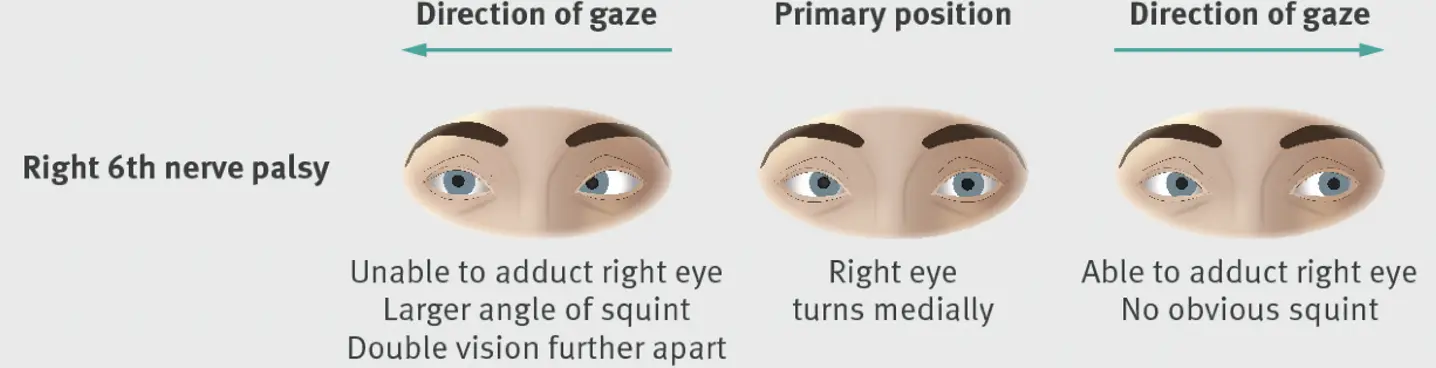 Direction of gaze
Primary position
Direction of gaze
Right 6th nerve palsy
Unable to adduct right eye
Larger angle of squint
Double vision further apart
Right eye
turns medially
Able to adduct right eye
No obvious squint